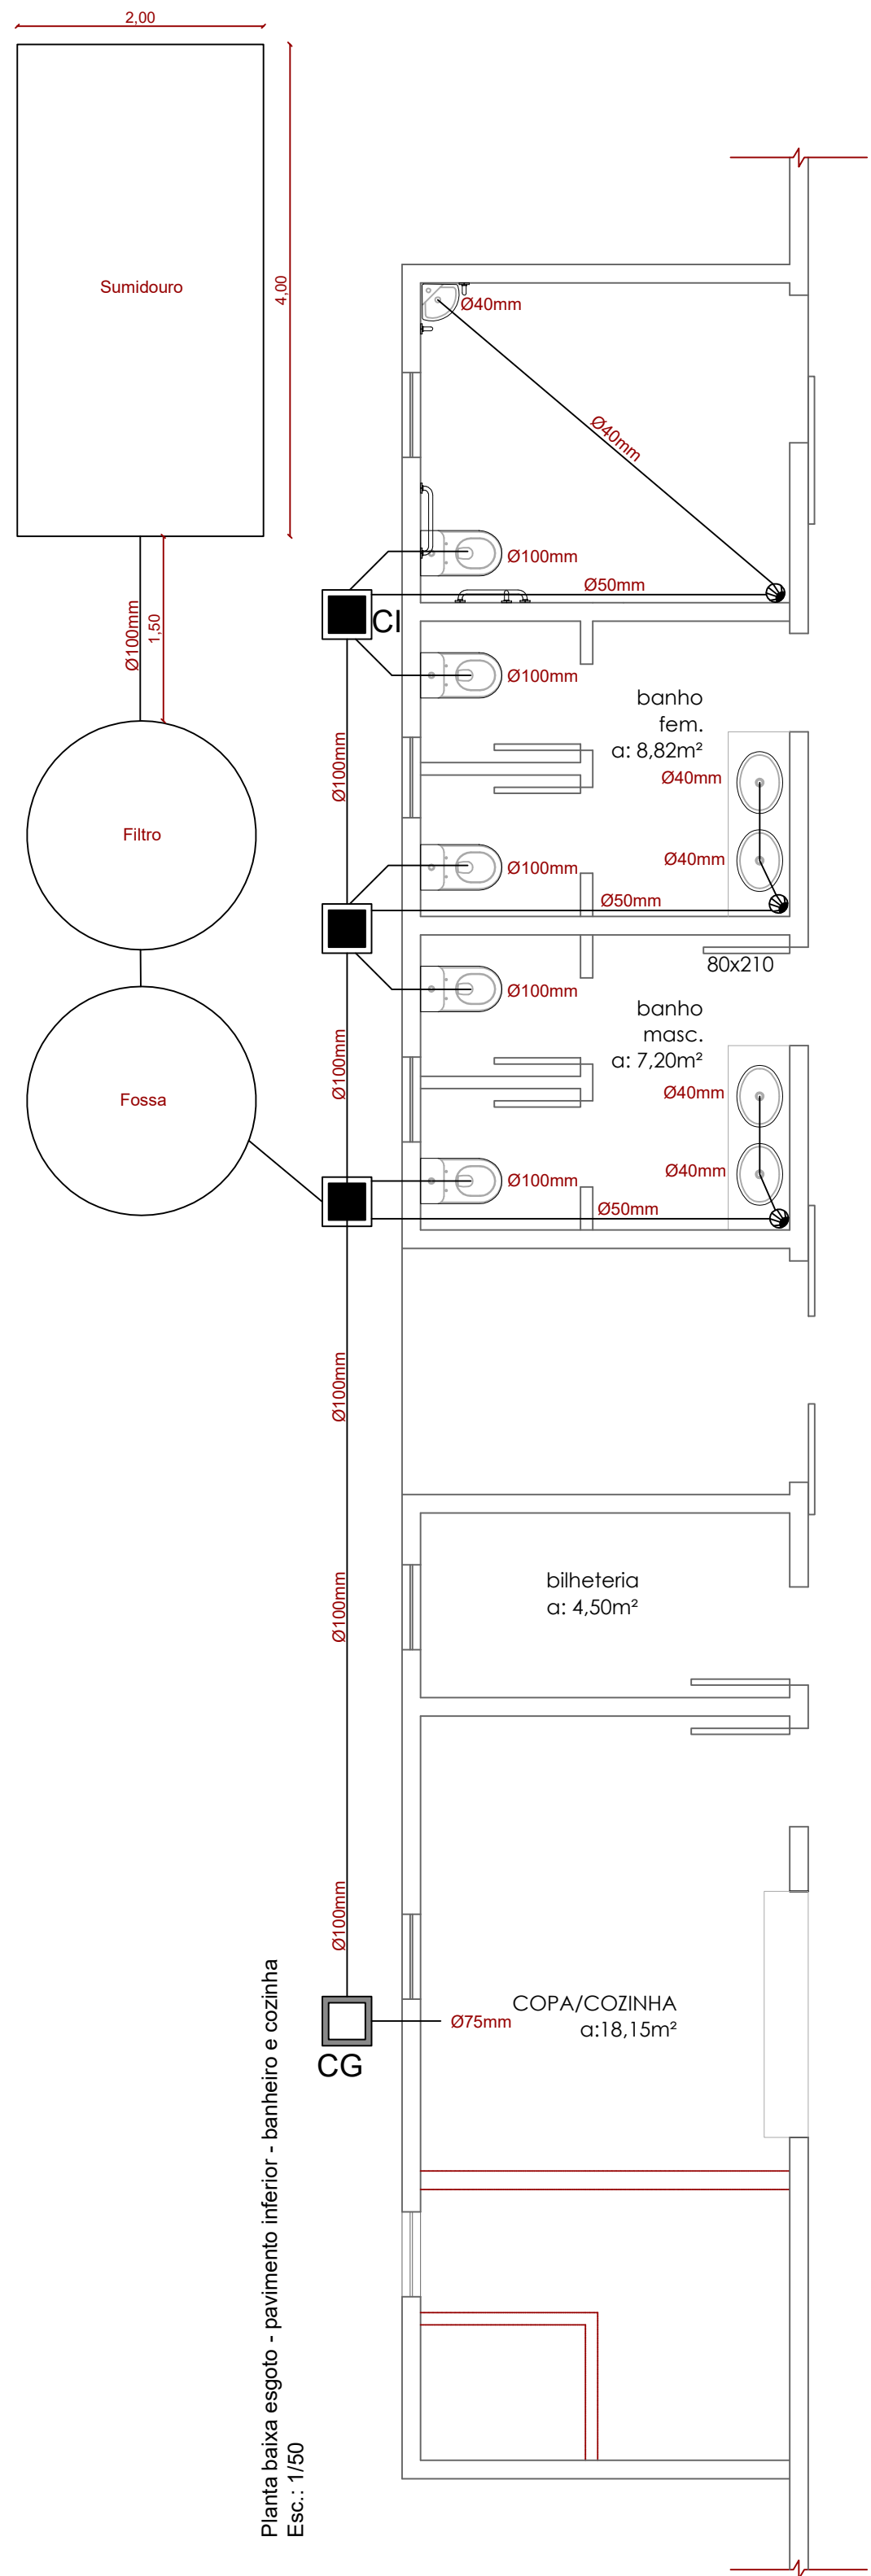 2,00
4,00
Sumidouro
Ø40mm
Ø40mm
Ø100mm
Ø50mm
Ø100mm
1,50
CI
Ø100mm
banho
fem.
a: 8,82m²
Ø100mm
Ø40mm
Filtro
Ø40mm
Ø100mm
Ø50mm
80x210
Ø100mm
banho
masc.
a: 7,20m²
Ø100mm
Ø40mm
Fossa
Ø40mm
Ø100mm
Ø50mm
Ø100mm
bilheteria
a: 4,50m²
Ø100mm
Ø100mm
COPA/COZINHA
a:18,15m²
Ø75mm
CG
Planta baixa esgoto - pavimento inferior - banheiro e cozinha
Esc.: 1/50